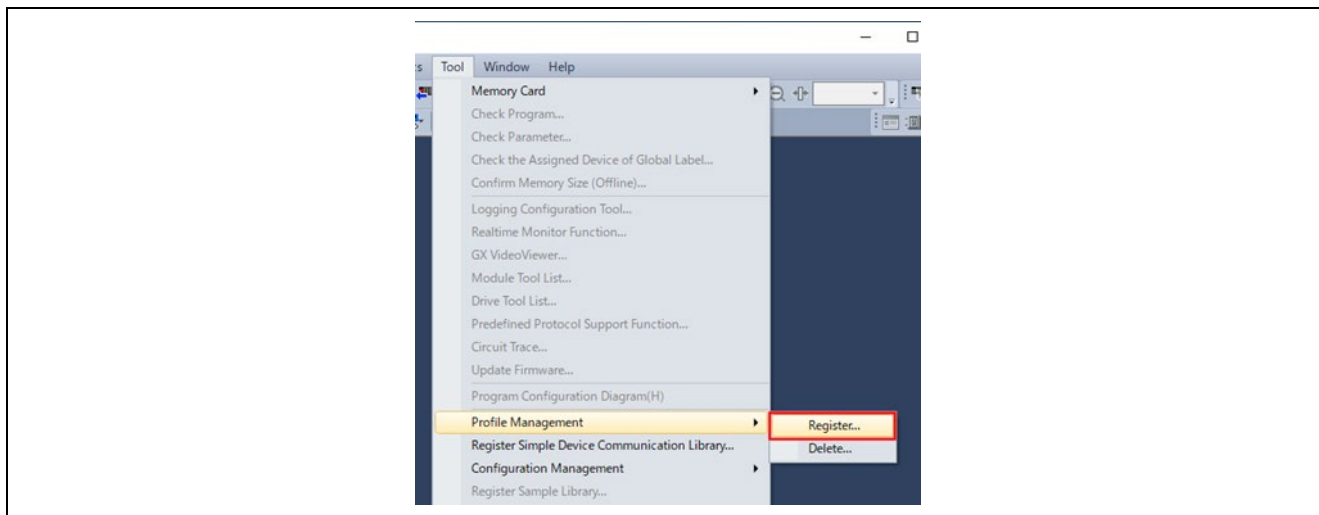 s Tool Window Help
Memory Card
Check Program...
Check Parameter...
Check the Assigned Device of Global Label...
Confirm Memory Size (Offline)...
Logging Configuration Tool...
Realtime Monitor Function...
GX VideoViewer...
Module Tool List...
Drive Tool List...
Predefined Protocol Support Function...
Circuit Trace...
Update Firmware...
Program Configuration Diagram(H)
Profile Management
Register...
Register Simple Device Communication Library...
Delete...
Configuration Management
Register Sample Library...